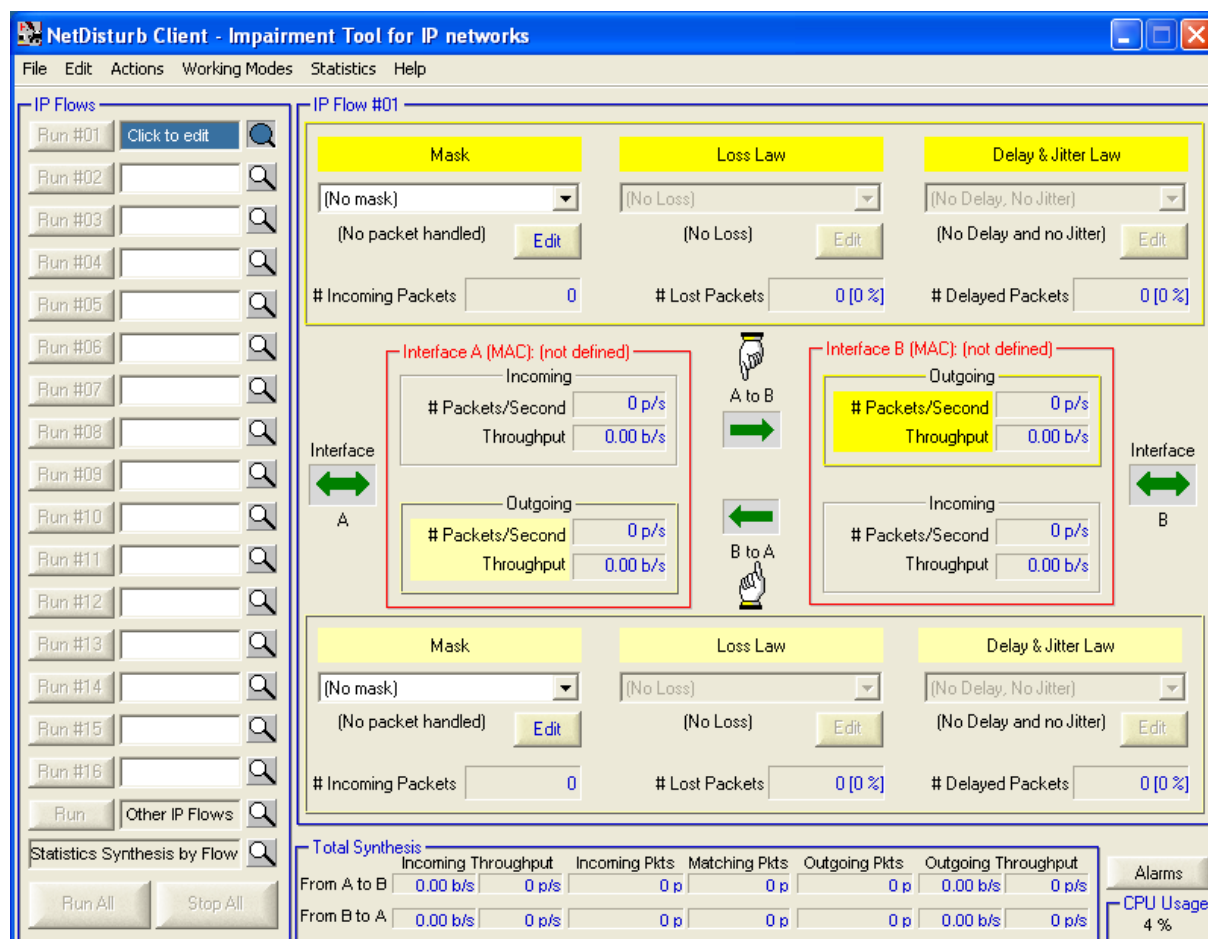 NetDisturb Client - Impairment Tool for IP networks
File Edit Actions Working Modes Statistics Help
IP Flows
Run #01 Click to edit
Run #02
Run #03
Run #04
Run #05
Run #06
Run #07
Run #08
Run #09
Run #10
Run #11
Run #12
Run #13
Run #14
Run #15
Run #16
Run Other IP Flows
Statistics Synthesis by Flow
Run All Stop All
IP Flow #01
Mask Loss Law Delay & Jitter Law
(No mask) (No Loss) (No Delay, No Jitter)
(No packet handled) Edit (No Loss) Edit (No Delay and no Jitter) Edit
# Incoming Packets 0 # Lost Packets 0 [0 %] # Delayed Packets 0 [0 %]
Interface A (MAC): (not defined)
Incoming
# Packets/Second 0 p/s
Throughput 0.00 b/s
Interface
A
Outgoing
# Packets/Second 0 p/s
Throughput 0.00 b/s
A to B
B to A
Interface B (MAC): (not defined)
Outgoing
# Packets/Second 0 p/s
Throughput 0.00 b/s
Interface
B
Incoming
# Packets/Second 0 p/s
Throughput 0.00 b/s
Mask Loss Law Delay & Jitter Law
(No mask) (No Loss) (No Delay, No Jitter)
(No packet handled) Edit (No Loss) Edit (No Delay and no Jitter) Edit
# Incoming Packets 0 # Lost Packets 0 [0 %] # Delayed Packets 0 [0 %]
Total Synthesis
Incoming Throughput Incoming Pkts Matching Pkts Outgoing Pkts Outgoing Throughput
From A to B 0.00 b/s 0 p/s 0 p 0 p 0 p 0.00 b/s 0 p/s
From B to A 0.00 b/s 0 p/s 0 p 0 p 0 p 0.00 b/s 0 p/s
Alarms
CPU Usage
4 %